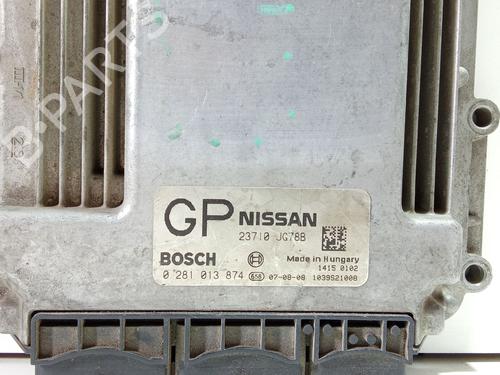 B-PARTS
GP NISSAN
23710 JG78B
BOSCH
Made in Hungary
1415 0102
0 281 013 874
658
07-08-08 1039S21008